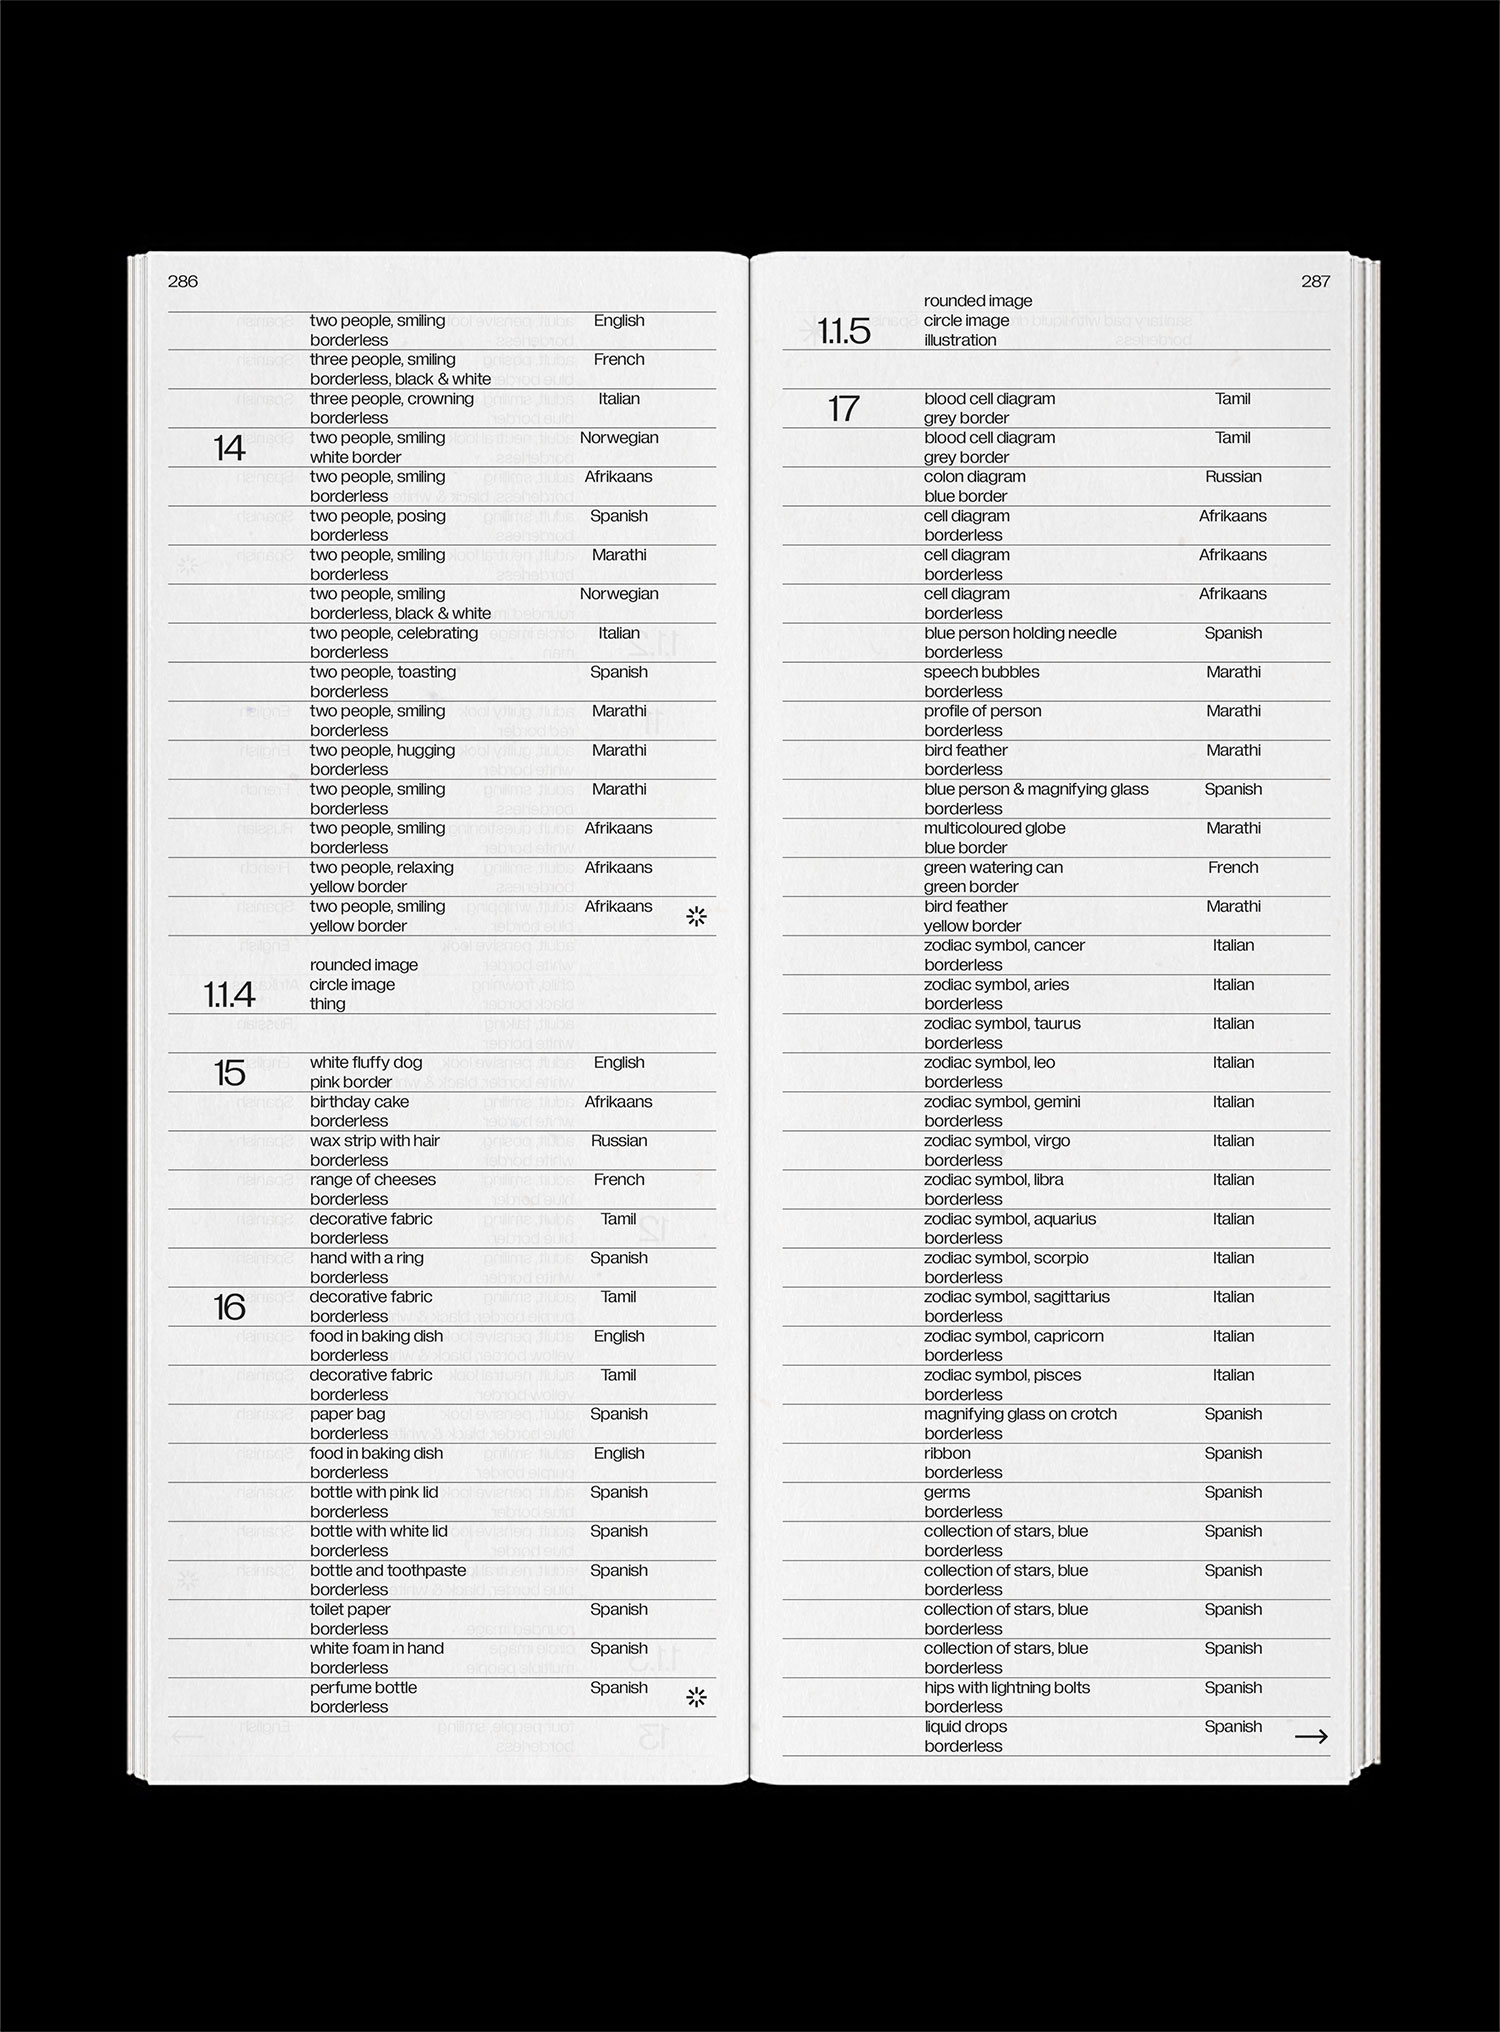 286
two people, smiling English
borderless
three people, smiling French
borderless, black & white
three people, crowning Italian
borderless
14 two people, smiling Norwegian
white border
two people, smiling Afrikaans
borderless
two people, posing Spanish
borderless
two people, smiling Marathi
borderless
two people, smiling Norwegian
borderless, black & white
two people, celebrating Italian
borderless
two people, toasting Spanish
borderless
two people, smiling Marathi
borderless
two people, hugging Marathi
borderless
two people, smiling Marathi
borderless
two people, smiling Afrikaans
borderless
two people, relaxing Afrikaans
yellow border
two people, smiling Afrikaans
yellow border
rounded image
1.1.4 circle image
thing
15 white fluffy dog English
pink border
birthday cake Afrikaans
borderless
wax strip with hair Russian
borderless
range of cheeses French
borderless
decorative fabric Tamil
borderless
hand with a ring Spanish
borderless
16 decorative fabric Tamil
borderless
food in baking dish English
borderless
decorative fabric Tamil
borderless
paper bag Spanish
borderless
food in baking dish English
borderless
bottle with pink lid Spanish
borderless
bottle with white lid Spanish
borderless
bottle and toothpaste Spanish
borderless
toilet paper Spanish
borderless
white foam in hand Spanish
borderless
perfume bottle Spanish
borderless
287
rounded image
1.1.5 circle image
illustration
17 blood cell diagram Tamil
grey border
blood cell diagram Tamil
grey border
colon diagram Russian
blue border
cell diagram Afrikaans
borderless
cell diagram Afrikaans
borderless
cell diagram Afrikaans
borderless
blue person holding needle Spanish
borderless
speech bubbles Marathi
borderless
profile of person Marathi
borderless
bird feather Marathi
borderless
blue person & magnifying glass Spanish
borderless
multicoloured globe Marathi
blue border
green watering can French
green border
bird feather Marathi
yellow border
zodiac symbol, cancer Italian
borderless
zodiac symbol, aries Italian
borderless
zodiac symbol, taurus Italian
borderless
zodiac symbol, leo Italian
borderless
zodiac symbol, gemini Italian
borderless
zodiac symbol, virgo Italian
borderless
zodiac symbol, libra Italian
borderless
zodiac symbol, aquarius Italian
borderless
zodiac symbol, scorpio Italian
borderless
zodiac symbol, sagittarius Italian
borderless
zodiac symbol, capricorn Italian
borderless
zodiac symbol, pisces Italian
borderless
magnifying glass on crotch Spanish
borderless
ribbon Spanish
borderless
germs Spanish
borderless
collection of stars, blue Spanish
borderless
collection of stars, blue Spanish
borderless
collection of stars, blue Spanish
borderless
collection of stars, blue Spanish
borderless
hips with lightning bolts Spanish
borderless
liquid drops Spanish
borderless